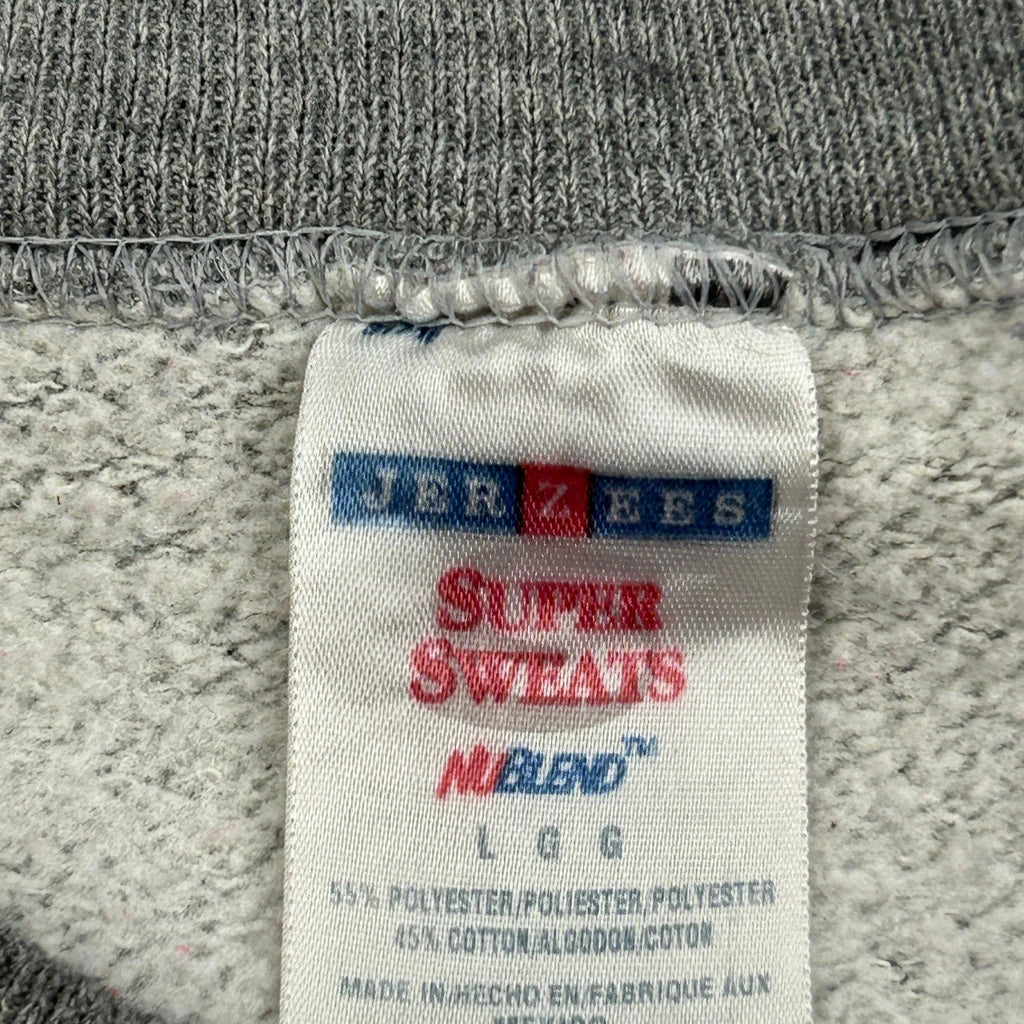 JERZEES
SUPER
SWEATS
NUBLEND™
L G G
55% POLYESTER/POLIESTER/POLYESTER
45% COTTON/ALGODON/COTON
MADE IN/HECHO EN/FABRIQUE AUX